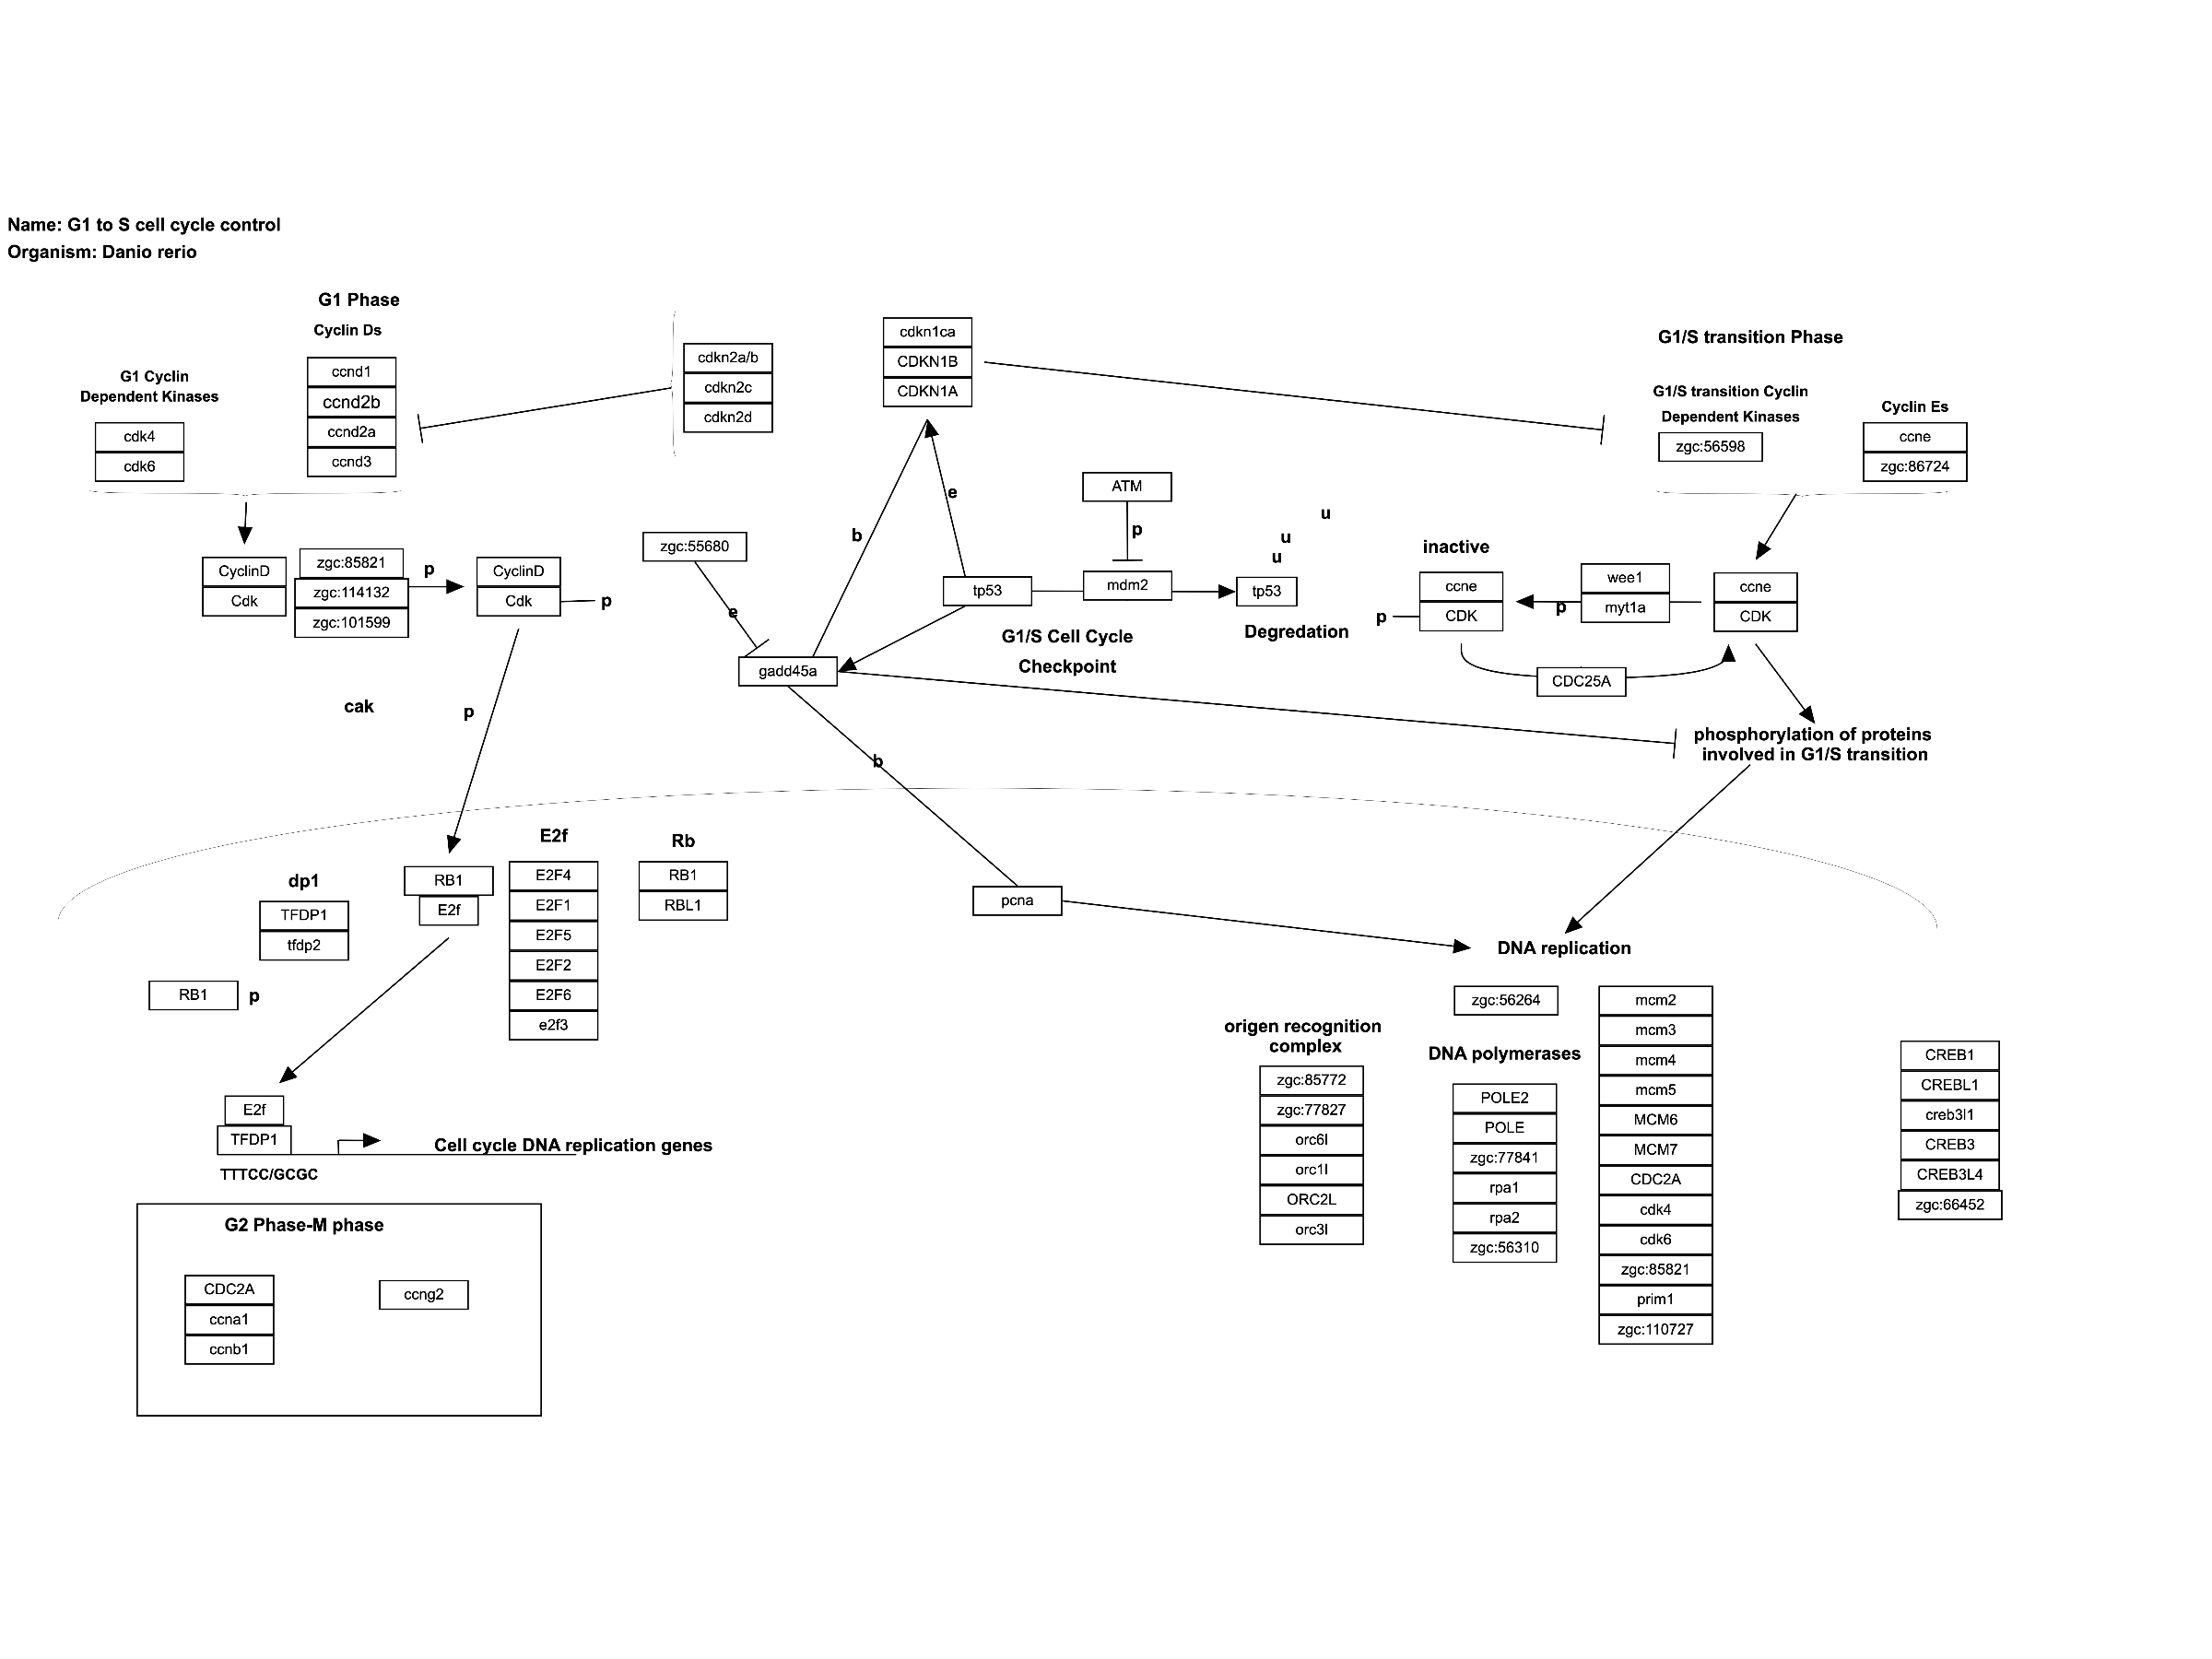 Name: G1 to S cell cycle control
Organism: Danio rerio
G1 Phase
Cyclin Ds
G1 Cyclin
Dependent Kinases
cdk4
cdk6
ccnd1
ccnd2b
ccnd2a
ccnd3
cdkn2a/b
cdkn2c
cdkn2d
cdkn1ca
CDKN1B
CDKN1A
G1/S transition Phase
G1/S transition Cyclin
Dependent Kinases
zgc:56598
Cyclin Es
ccne
zgc:86724
CyclinD
Cdk
zgc:85821
zgc:114132
zgc:101599
p
CyclinD
Cdk
p
zgc:55680
e
b
e
ATM
p
tp53
mdm2
u
u
u
tp53
Degredation
G1/S Cell Cycle
Checkpoint
gadd45a
inactive
ccne
CDK
p
wee1
myt1a
p
ccne
CDK
CDC25A
cak
p
b
phosphorylation of proteins
involved in G1/S transition
dp1
TFDP1
tfdp2
RB1
E2f
E2f
E2F4
E2F1
E2F5
E2F2
E2F6
e2f3
Rb
RB1
RBL1
pcna
DNA replication
RB1
p
E2f
TFDP1
TTTCC/GCGC
Cell cycle DNA replication genes
origen recognition
complex
zgc:85772
zgc:77827
orc6l
orc1l
ORC2L
orc3l
zgc:56264
DNA polymerases
POLE2
POLE
zgc:77841
rpa1
rpa2
zgc:56310
mcm2
mcm3
mcm4
mcm5
MCM6
MCM7
CDC2A
cdk4
cdk6
zgc:85821
prim1
zgc:110727
CREB1
CREBL1
creb3l1
CREB3
CREB3L4
zgc:66452
G2 Phase-M phase
CDC2A
ccna1
ccnb1
ccng2